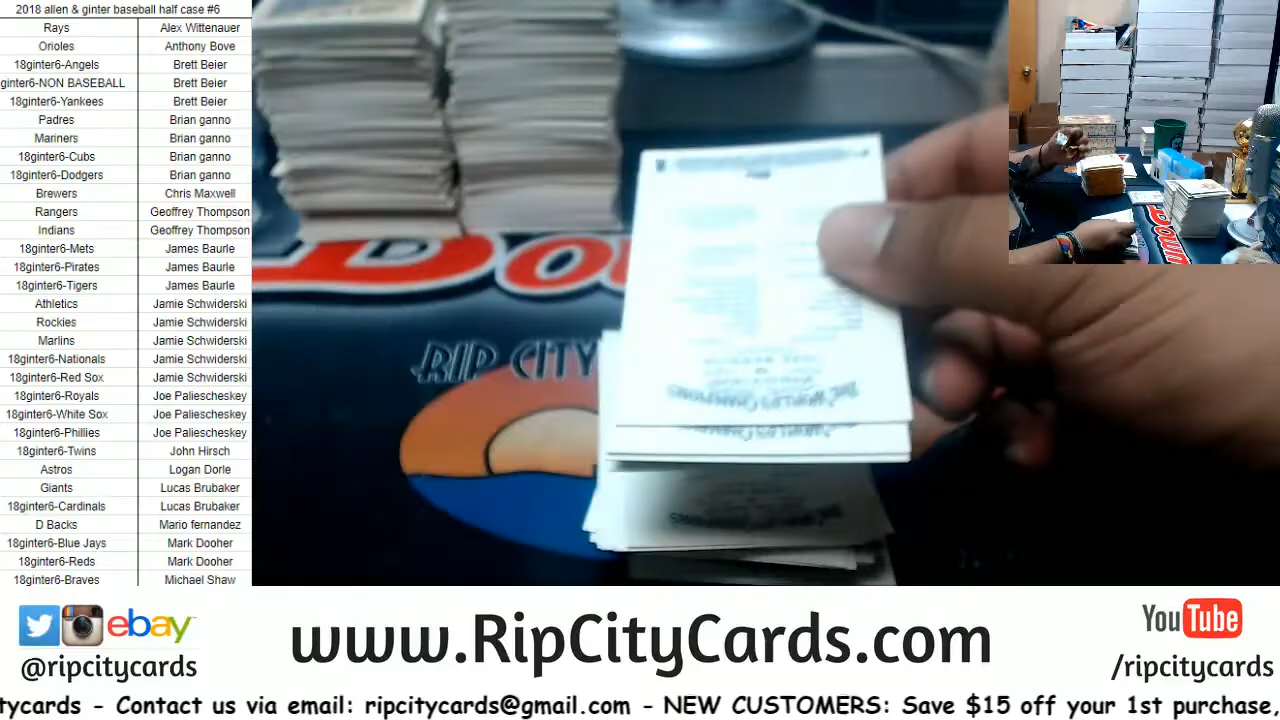 2018 allen & ginter baseball half case #6
Rays Alex Wittenauer
Orioles Anthony Bove
18ginter6-Angels Brett Beier
ginter6-NON BASEBALL Brett Beier
18ginter6-Yankees Brett Beier
Padres Brian ganno
Mariners Brian ganno
18ginter6-Cubs Brian ganno
18ginter6-Dodgers Brian ganno
Brewers Chris Maxwell
Rangers Geoffrey Thompson
Indians Geoffrey Thompson
18ginter6-Mets James Baurle
18ginter6-Pirates James Baurle
18ginter6-Tigers James Baurle
Athletics Jamie Schwiderski
Rockies Jamie Schwiderski
Marlins Jamie Schwiderski
18ginter6-Nationals Jamie Schwiderski
18ginter6-Red Sox Jamie Schwiderski
18ginter6-Royals Joe Paliescheskey
18ginter6-White Sox Joe Paliescheskey
18ginter6-Phillies Joe Paliescheskey
18ginter6-Twins John Hirsch
Astros Logan Dorle
Giants Lucas Brubaker
18ginter6-Cardinals Lucas Brubaker
D Backs Mario fernandez
18ginter6-Blue Jays Mark Dooher
18ginter6-Reds Mark Dooher
18ginter6-Braves Michael Shaw
RIP CITY
THE WORLD'S CHAMPIONS
ebay
@ripcitycards
www.RipCityCards.com
YouTube
/ripcitycards
tycards - Contact us via email: ripcitycards@gmail.com - NEW CUSTOMERS: Save $15 off your 1st purchase,